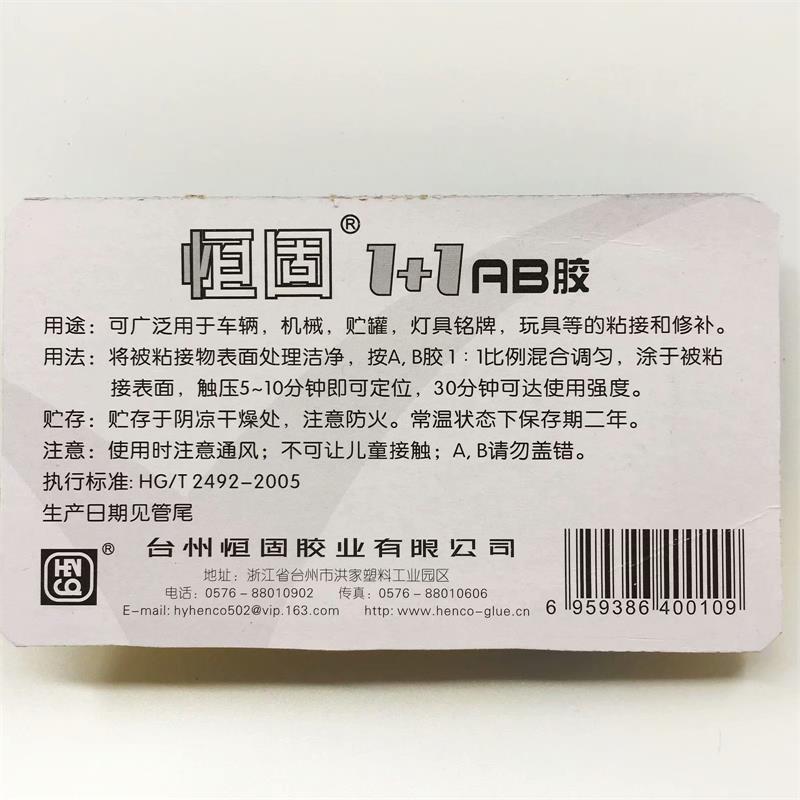 恒固® 1+1AB胶
用途：可广泛用于车辆，机械，贮罐，灯具铭牌，玩具等的粘接和修补。
用法：将被粘接物表面处理洁净，按A, B胶1：1比例混合调匀，涂于被粘
接表面，触压5~10分钟即可定位，30分钟可达使用强度。
贮存：贮存于阴凉干燥处，注意防火。常温状态下保存期二年。
注意：使用时注意通风；不可让儿童接触；A, B请勿盖错。
执行标准: HG/T 2492-2005
生产日期见管尾
HENCO ® 台州恒固胶业有限公司
地址：浙江省台州市洪家塑料工业园区
电话：0576－88010902 传真：0576－88010606
E-mail: hyhenco502@vip.163.com http: www.henco-glue.cn
6 959386 400109